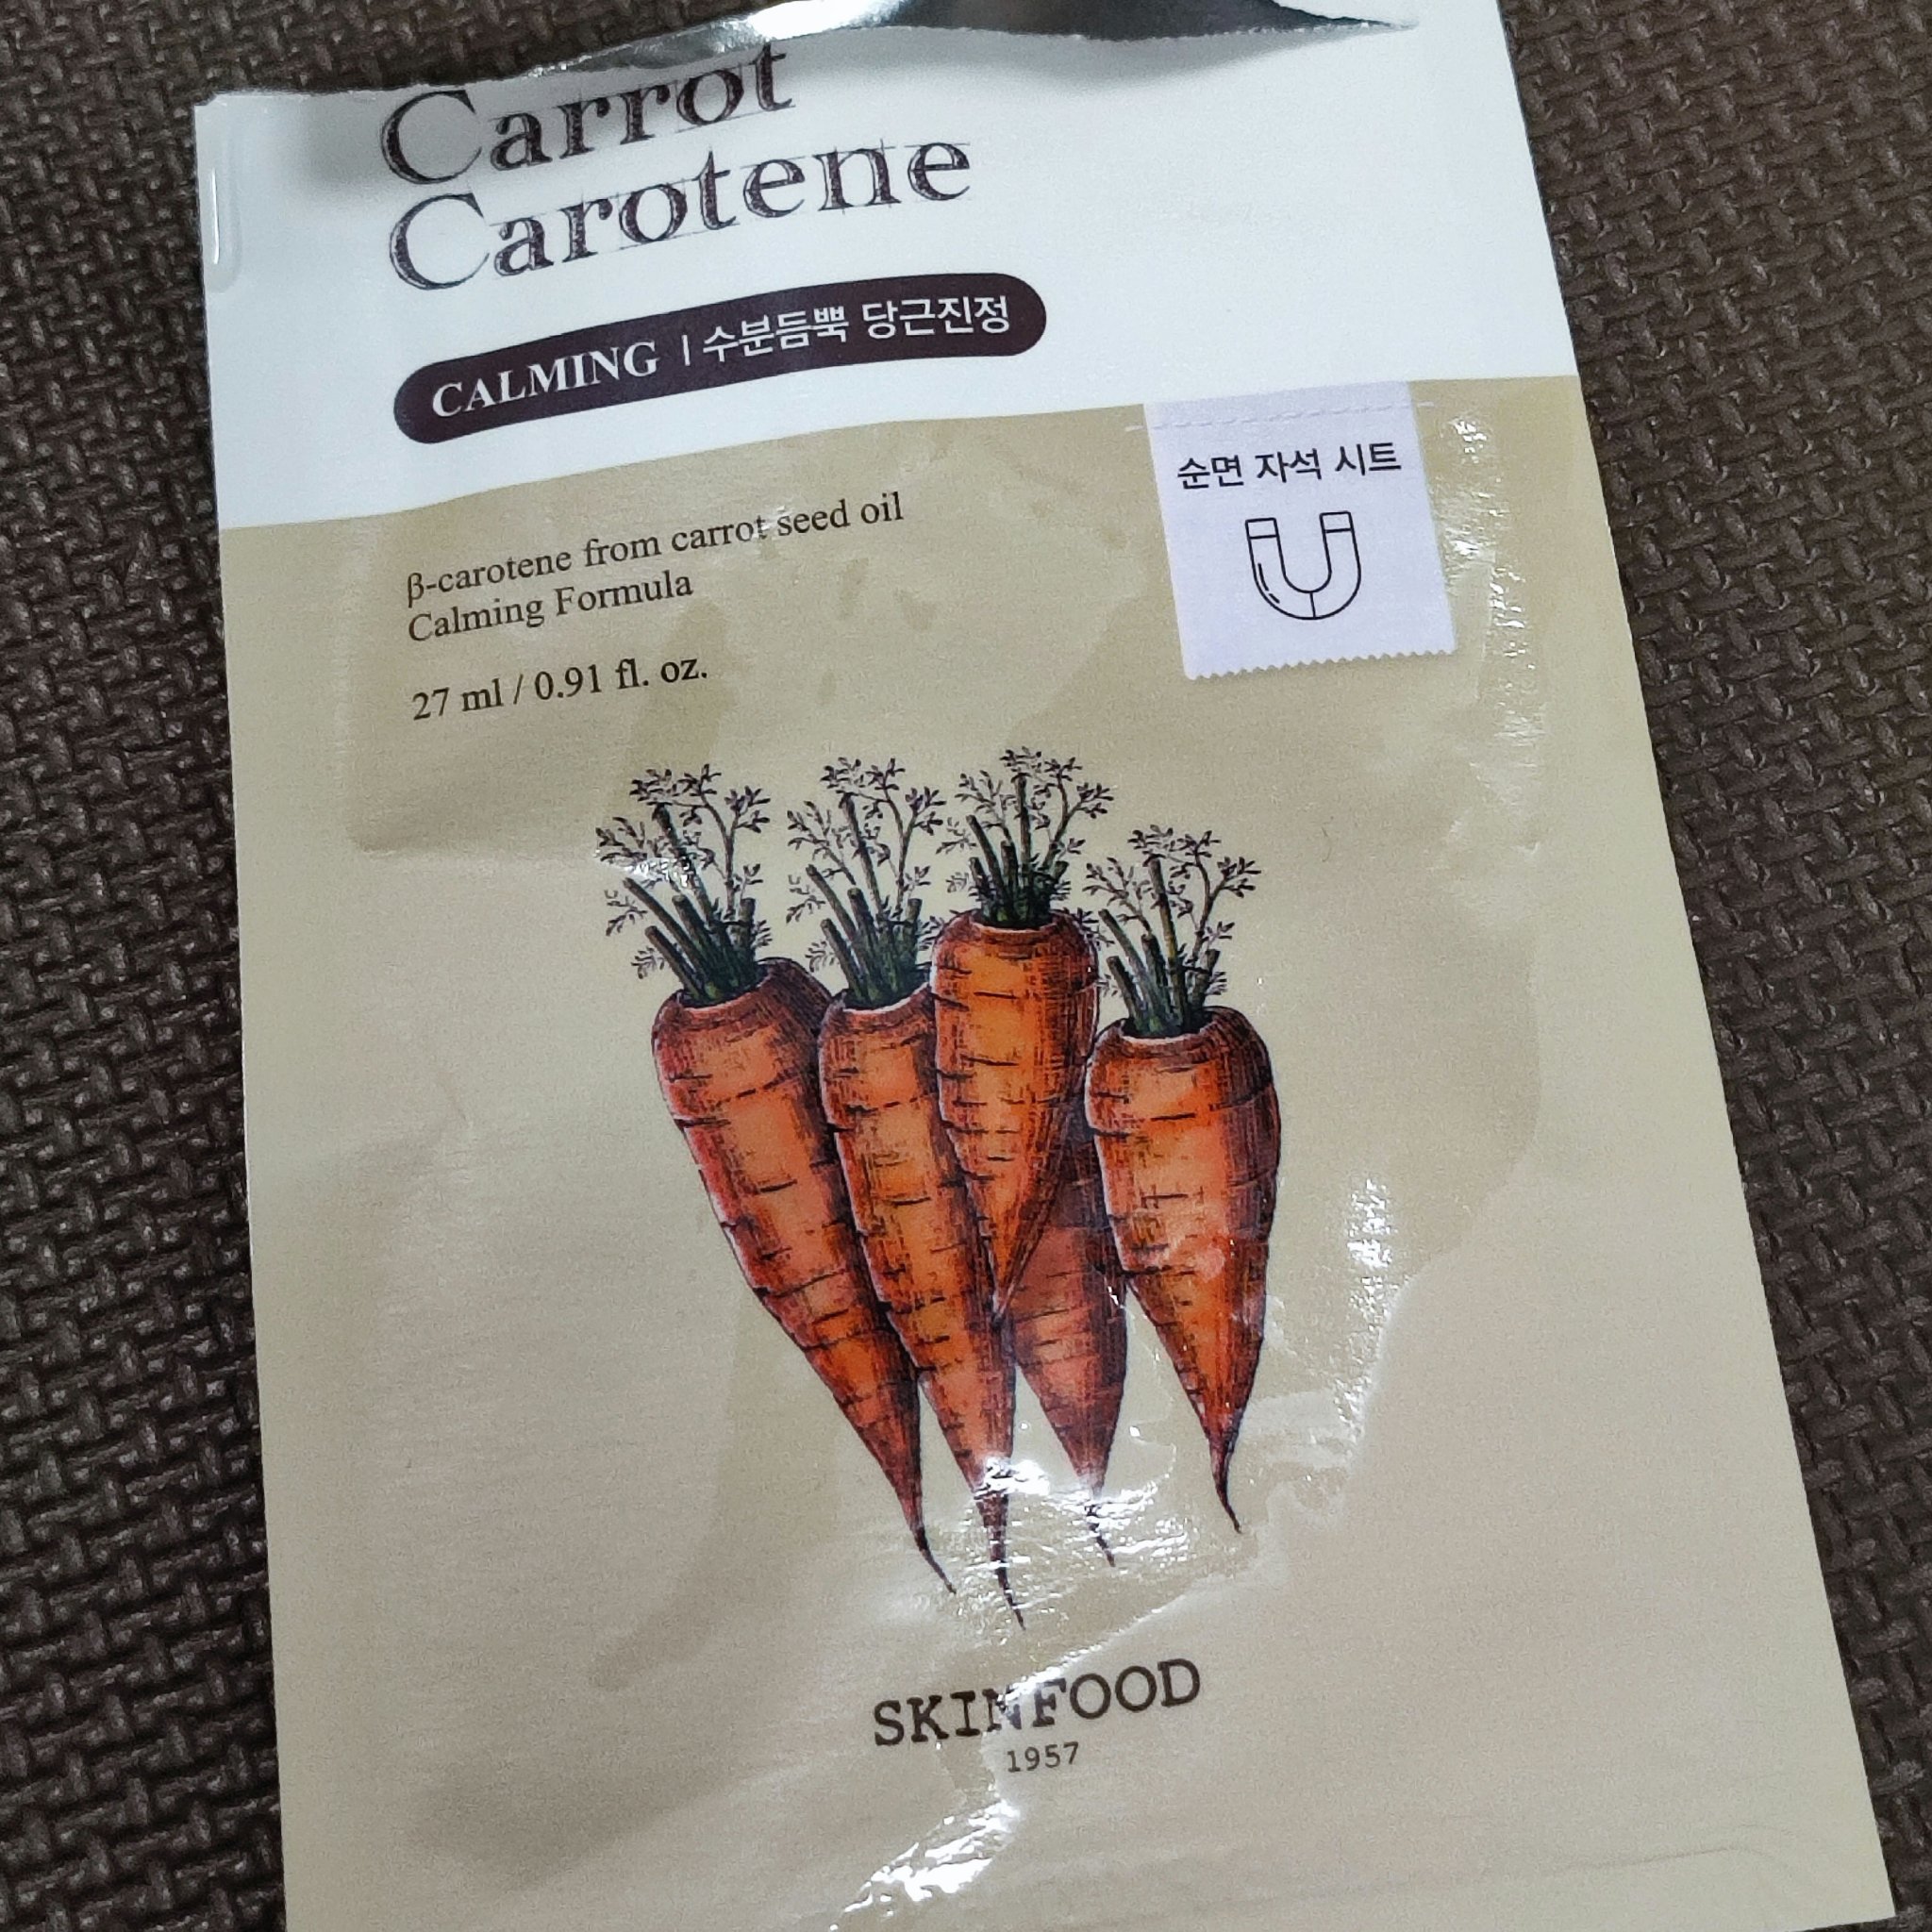 Carrot
Carotene
CALMING | 수분듬뿍 당근진정
순면 자석 시트
β-carotene from carrot seed oil
Calming Formula
27 ml / 0.91 fl. oz.
SKINFOOD
1957